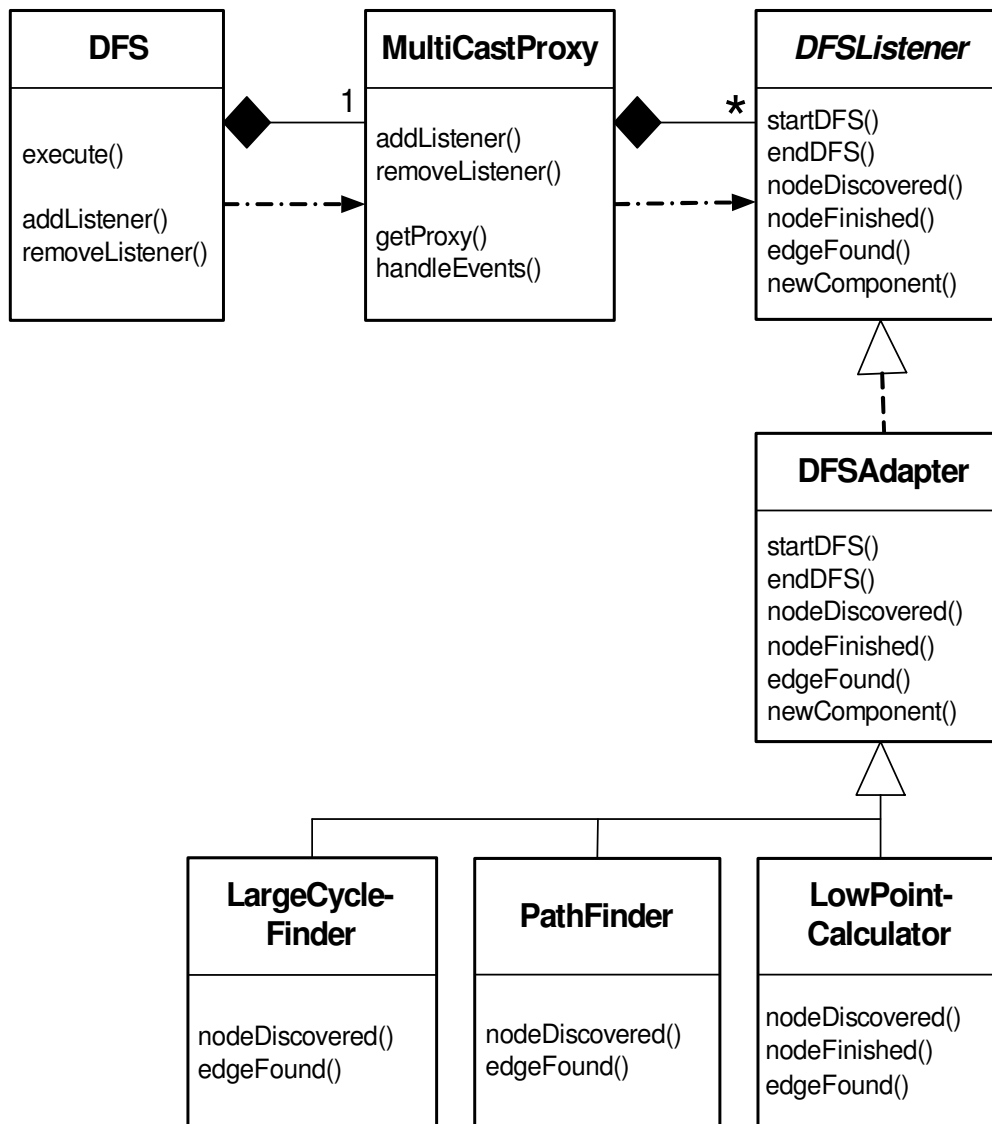 DFS
execute()
addListener()
removeListener()
1
MultiCastProxy
addListener()
removeListener()
getProxy()
handleEvents()
*
DFSListener
startDFS()
endDFS()
nodeDiscovered()
nodeFinished()
edgeFound()
newComponent()
DFSAdapter
startDFS()
endDFS()
nodeDiscovered()
nodeFinished()
edgeFound()
newComponent()
LargeCycle-
Finder
nodeDiscovered()
edgeFound()
PathFinder
nodeDiscovered()
edgeFound()
LowPoint-
Calculator
nodeDiscovered()
nodeFinished()
edgeFound()